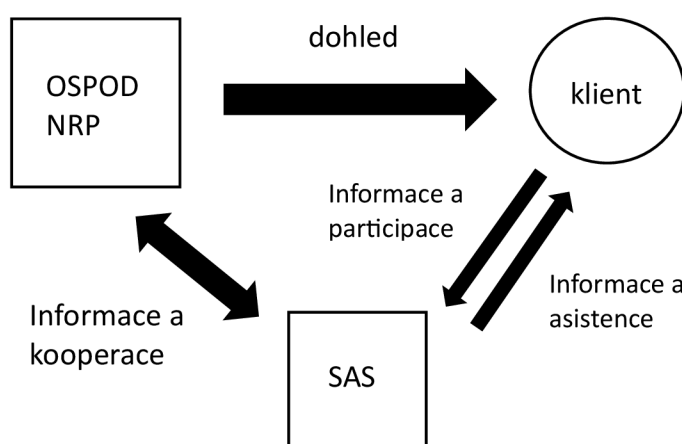 dohled
OSPOD
NRP
klient
Informace a
participace
Informace a
asistence
Informace a
kooperace
SAS